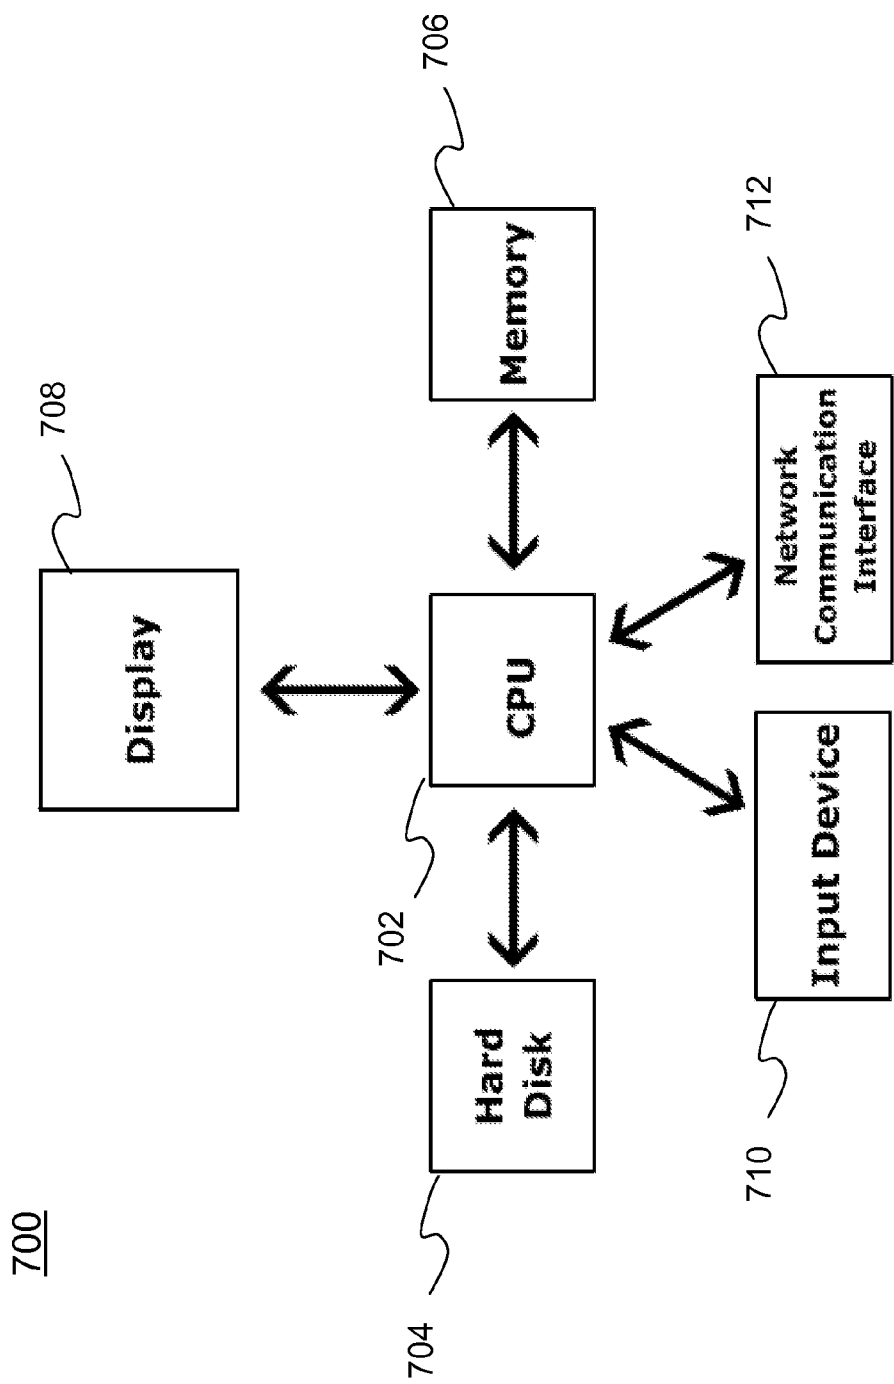 700
708
Display
704
702
706
Hard
Disk
CPU
Memory
710
712
Input Device
Network
Communication
Interface